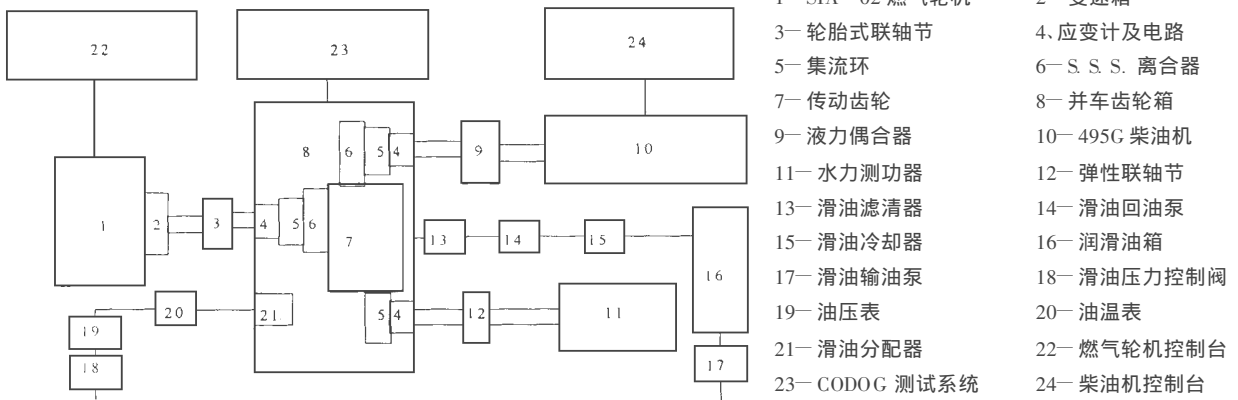 22
23
24
8
6
5
4
9
10
1
2
3
4
5
6
7
13
14
15
16
20
21
5
4
12
11
19
18
17
3— 轮胎式联轴节 4、应变计及电路
5— 集流环 6— S. S. S. 离合器
7— 传动齿轮 8— 并车齿轮箱
9— 液力偶合器 10— 495G 柴油机
11— 水力测功器 12— 弹性联轴节
13— 滑油滤清器 14— 滑油回油泵
15— 滑油冷却器 16— 润滑油箱
17— 滑油输油泵 18— 滑油压力控制阀
19— 油压表 20— 油温表
21— 滑油分配器 22— 燃气轮机控制台
23— CODOG 测试系统 24— 柴油机控制台